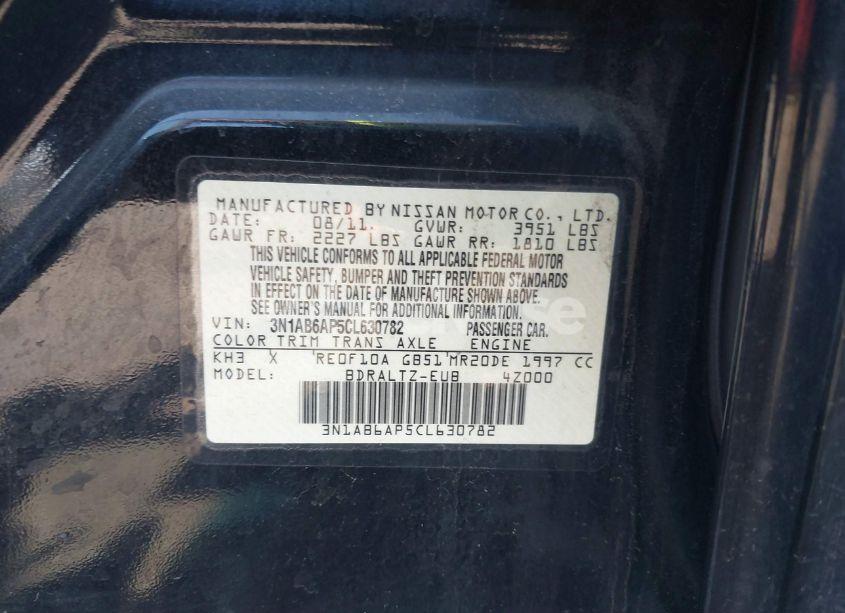 MANUFACTURED BY NISSAN MOTOR CO., LTD.
DATE: 08/11. GVWR: 3951 LBS
GAWR FR: 2227 LBS GAWR RR: 1810 LBS
THIS VEHICLE CONFORMS TO ALL APPLICABLE FEDERAL MOTOR
VEHICLE SAFETY, BUMPER AND THEFT PREVENTION STANDARDS
IN EFFECT ON THE DATE OF MANUFACTURE SHOWN ABOVE.
SEE OWNER'S MANUAL FOR ADDITIONAL INFORMATION.
VIN: 3N1AB6AP5CL630782 PASSENGER CAR.
COLOR TRIM TRANS AXLE ENGINE
KH3 X 'RE0F10A GB51'MR20DE 1997 CC
MODEL: BDRALTZ-EUB 4Z000
3N1AB6AP5CL630782